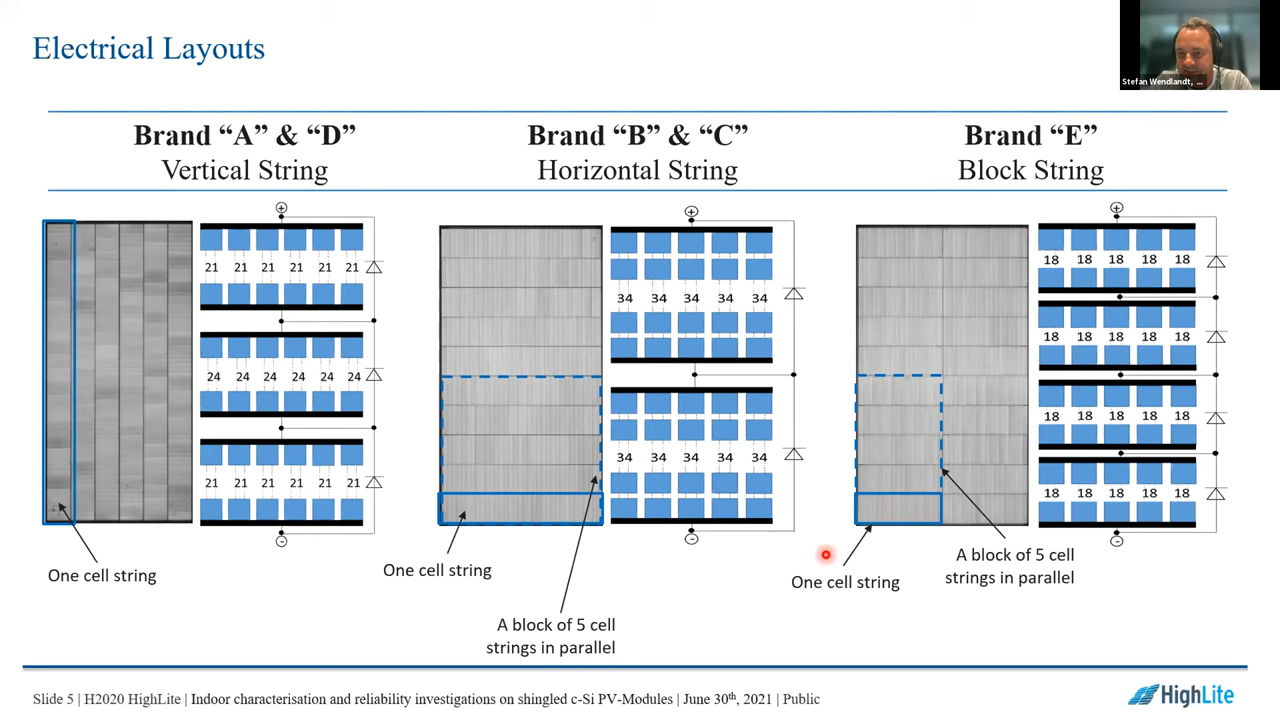 Electrical Layouts
Stefan Wendlandt, ...
Brand “A” & “D”
Vertical String
Brand “B” & “C”
Horizontal String
Brand “E”
Block String
+
21 21 21 21 21 21
24 24 24 24 24 24
21 21 21 21 21 21
-
One cell string
+
34 34 34 34 34
34 34 34 34 34
-
One cell string
A block of 5 cell
strings in parallel
+
18 18 18 18 18
18 18 18 18 18
18 18 18 18 18
18 18 18 18 18
-
One cell string
A block of 5 cell
strings in parallel
Slide 5 | H2020 HighLite | Indoor characterisation and reliability investigations on shingled c-Si PV-Modules | June 30th, 2021 | Public
HighLite